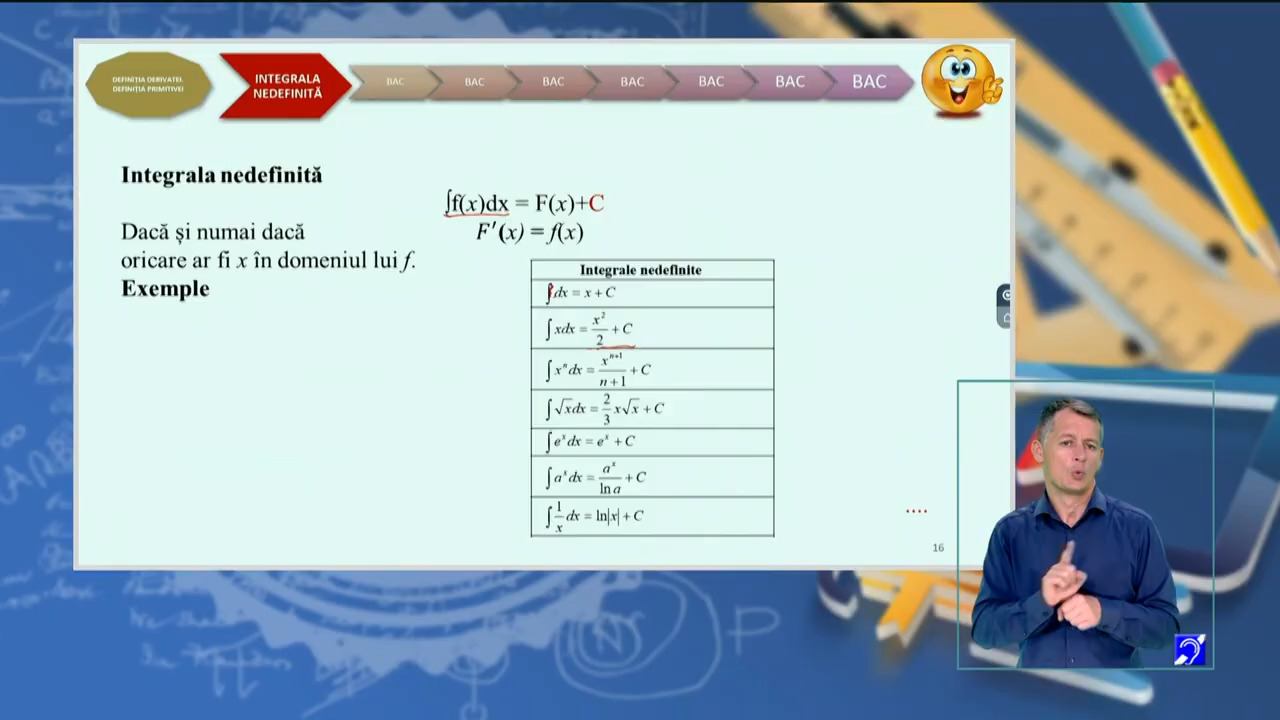 DEFINIȚIA DERIVATEI.
DEFINIȚIA PRIMITIVEI
INTEGRALA
NEDEFINITĂ
BAC
BAC
BAC
BAC
BAC
BAC
BAC
Integrala nedefinită
∫f(x)dx = F(x)+C
Dacă și numai dacă
F′(x) = f(x)
oricare ar fi x în domeniul lui f.
Exemple
Integrale nedefinite
∫dx = x + C
∫xdx = x²/2 + C
∫xⁿdx = xⁿ⁺¹/(n+1) + C
∫√xdx = 2/3 x√x + C
∫eˣdx = eˣ + C
∫aˣdx = aˣ/ln a + C
∫1/x dx = ln|x| + C
....
16